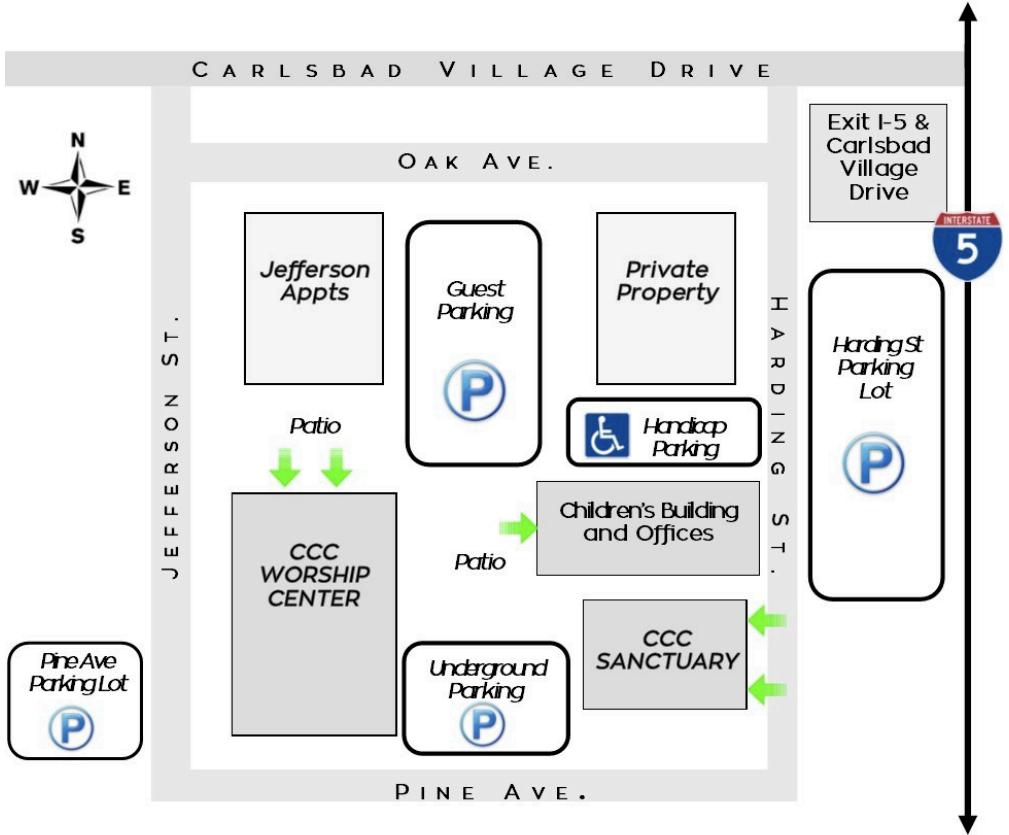 CARLSBAD VILLAGE DRIVE
N
W E
S
OAK AVE.
Exit I-5 &
Carlsbad
Village
Drive
INTERSTATE
5
Jefferson
Appts
Guest
Parking
P
Private
Property
JEFFERSON ST.
HARDING ST.
Harding St
Parking
Lot
P
Patio
Handicap
Parking
Children's Building
and Offices
Patio
CCC
WORSHIP
CENTER
CCC
SANCTUARY
Pine Ave
Parking Lot
P
Underground
Parking
P
PINE AVE.